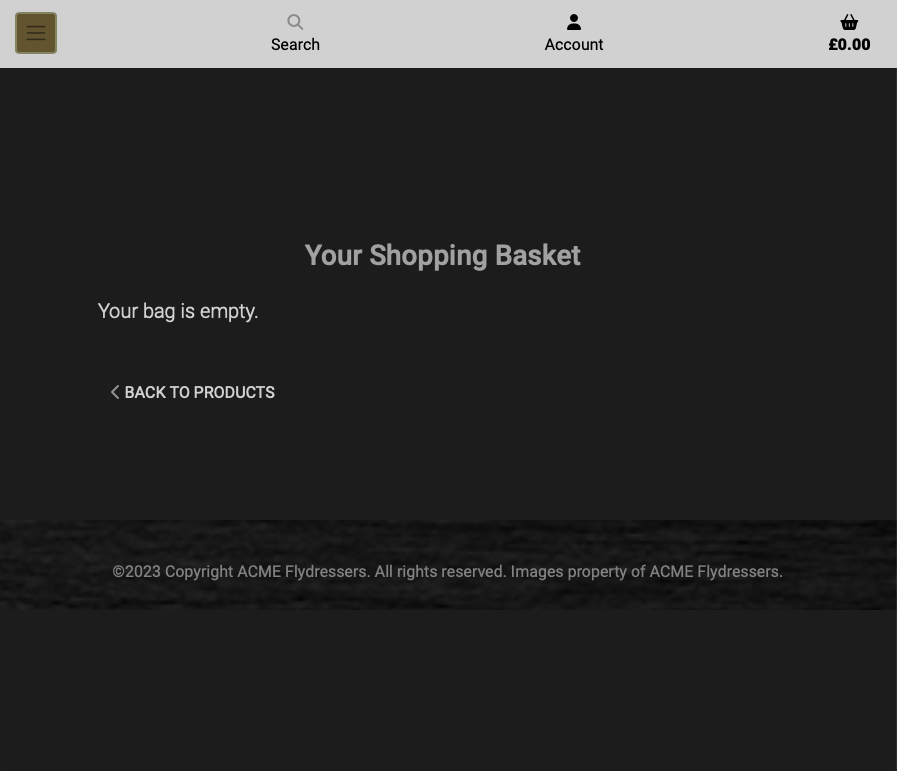 Search
Account
£0.00
Your Shopping Basket
Your bag is empty.
BACK TO PRODUCTS
©2023 Copyright ACME Flydressers. All rights reserved. Images property of ACME Flydressers.